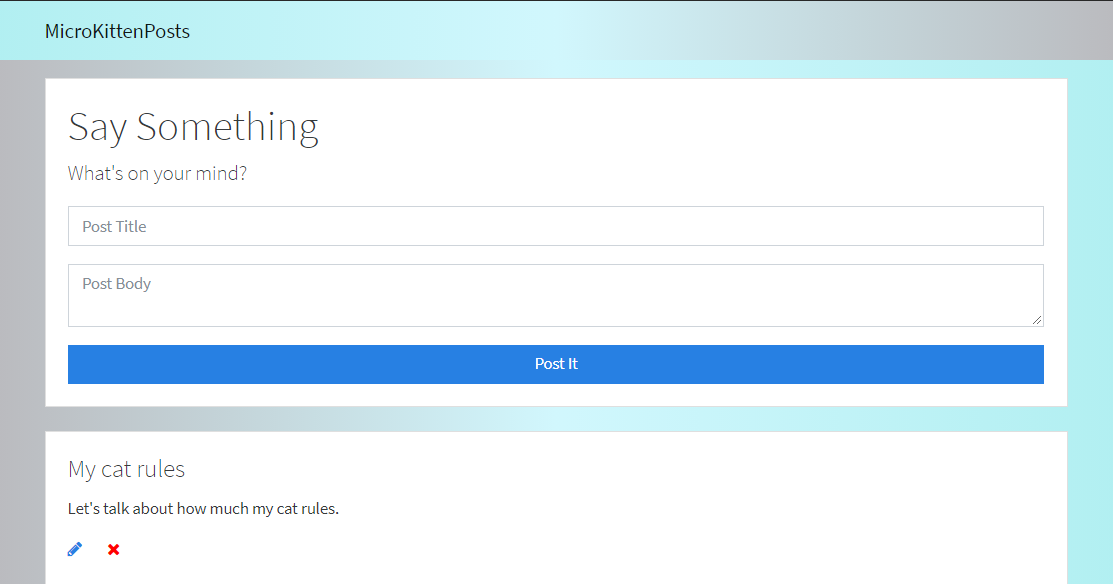 MicroKittenPosts
Say Something
What's on your mind?
Post Title
Post Body
Post It
My cat rules
Let's talk about how much my cat rules.